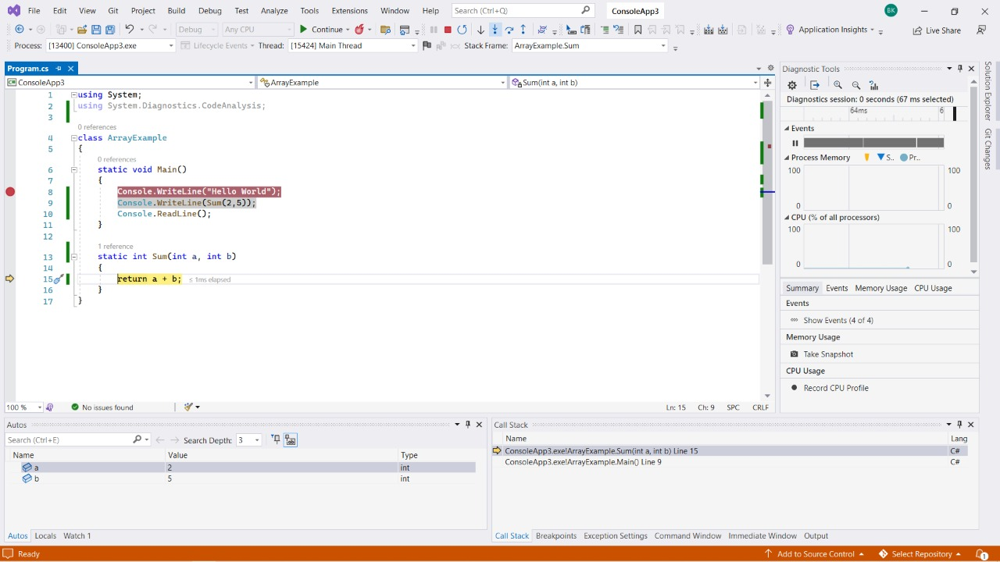 File Edit View Git Project Build Debug Test Analyze Tools Extensions Window Help Search (Ctrl+Q) ConsoleApp3 BK
Debug Any CPU Continue Application Insights Live Share
Process: [13400] ConsoleApp3.exe Lifecycle Events Thread: [15424] Main Thread Stack Frame: ArrayExample.Sum
Program.cs
ConsoleApp3 ArrayExample Sum(int a, int b)
1 using System;
2 using System.Diagnostics.CodeAnalysis;
3
0 references
4 class ArrayExample
5 {
0 references
6 static void Main()
7 {
8 Console.WriteLine("Hello World");
9 Console.WriteLine(Sum(2,5));
10 Console.ReadLine();
11 }
12
1 reference
13 static int Sum(int a, int b)
14 {
15 return a + b; ≤ 1ms elapsed
16 }
17 }
100 % No issues found Ln: 15 Ch: 9 SPC CRLF
Diagnostic Tools
Diagnostics session: 0 seconds (67 ms selected)
64ms 6
Events
Process Memory S.. Pr..
100 100
0 0
CPU (% of all processors)
100 100
0 0
Summary Events Memory Usage CPU Usage
Events
Show Events (4 of 4)
Memory Usage
Take Snapshot
CPU Usage
Record CPU Profile
Solution Explorer
Git Changes
Autos
Search (Ctrl+E) Search Depth: 3
Name Value Type
a 2 int
b 5 int
Autos Locals Watch 1
Call Stack
Name Lang
ConsoleApp3.exe!ArrayExample.Sum(int a, int b) Line 15 C#
ConsoleApp3.exe!ArrayExample.Main() Line 9 C#
Call Stack Breakpoints Exception Settings Command Window Immediate Window Output
Ready Add to Source Control Select Repository 1